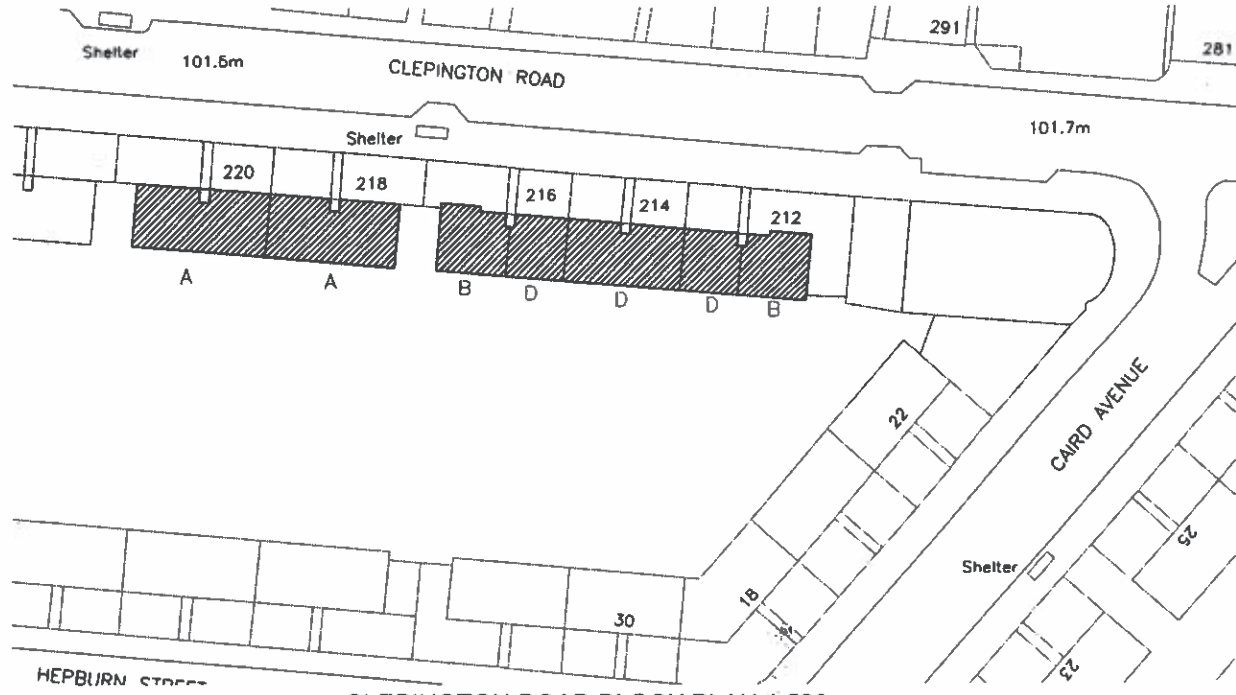 291
281
Shelter
101.5m
CLEPINGTON ROAD
101.7m
Shelter
220
218
216
214
212
A
A
B
D
D
D
B
22
CAIRD AVENUE
25
Shelter
18
30
23
HEPBURN STREET